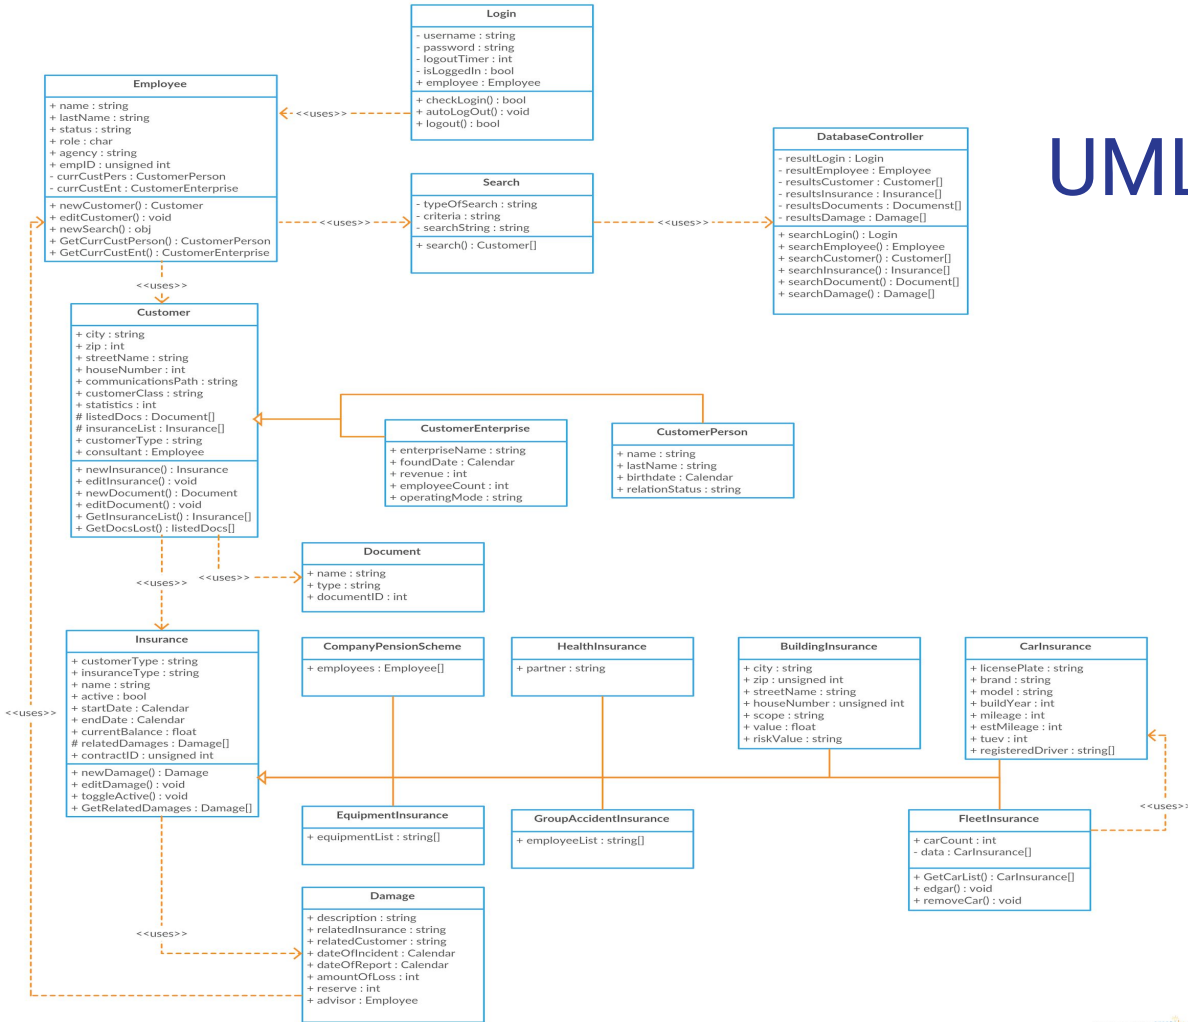 Login
- username : string
- password : string
- logoutTimer : int
- isLoggedIn : bool
+ employee : Employee
+ checkLogin() : bool
+ autoLogOut() : void
+ logout() : bool
Employee
+ name : string
+ lastName : string
+ status : string
+ role : char
+ agency : string
+ empID : unsigned int
- currCustPers : CustomerPerson
- currCustEnt : CustomerEnterprise
+ newCustomer() : Customer
+ editCustomer() : void
+ newSearch() : obj
+ GetCurrCustPerson() : CustomerPerson
+ GetCurrCustEnt() : CustomerEnterprise
<<uses>>
UML
DatabaseController
- resultLogin : Login
- resultEmployee : Employee
- resultsCustomer : Customer[]
- resultsInsurance : Insurance[]
- resultsDocuments : Documenst[]
- resultsDamage : Damage[]
+ searchLogin() : Login
+ searchEmployee() : Employee
+ searchCustomer() : Customer[]
+ searchInsurance() : Insurance[]
+ searchDocument() : Document[]
+ searchDamage() : Damage[]
Search
- typeOfSearch : string
- criteria : string
- searchString : string
+ search() : Customer[]
<<uses>>
<<uses>>
<<uses>>
Customer
+ city : string
+ zip : int
+ streetName : string
+ houseNumber : int
+ communicationsPath : string
+ customerClass : string
+ statistics : int
# listedDocs : Document[]
# insuranceList : Insurance[]
+ customerType : string
+ consultant : Employee
+ newInsurance() : Insurance
+ editInsurance() : void
+ newDocument() : Document
+ editDocument() : void
+ GetInsuranceList() : Insurance[]
+ GetDocsLost() : listedDocs[]
CustomerEnterprise
+ enterpriseName : string
+ foundDate : Calendar
+ revenue : int
+ employeeCount : int
+ operatingMode : string
CustomerPerson
+ name : string
+ lastName : string
+ birthdate : Calendar
+ relationStatus : string
Document
+ name : string
+ type : string
+ documentID : int
<<uses>>
<<uses>>
Insurance
+ customerType : string
+ insuranceType : string
+ name : string
+ active : bool
+ startDate : Calendar
+ endDate : Calendar
+ currentBalance : float
# relatedDamages : Damage[]
+ contractID : unsigned int
+ newDamage() : Damage
+ editDamage() : void
+ toggleActive() : void
+ GetRelatedDamages : Damage[]
CompanyPensionScheme
+ employees : Employee[]
HealthInsurance
+ partner : string
BuildingInsurance
+ city : string
+ zip : unsigned int
+ streetName : string
+ houseNumber : unsigned int
+ scope : string
+ value : float
+ riskValue : string
CarInsurance
+ licensePlate : string
+ brand : string
+ model : string
+ buildYear : int
+ mileage : int
+ estMileage : int
+ tuev : int
+ registeredDriver : string[]
<<uses>>
<<uses>>
EquipmentInsurance
+ equipmentList : string[]
GroupAccidentInsurance
+ employeeList : string[]
FleetInsurance
+ carCount : int
- data : CarInsurance[]
+ GetCarList() : CarInsurance[]
+ edgar() : void
+ removeCar() : void
Damage
+ description : string
+ relatedInsurance : string
+ relatedCustomer : string
+ dateOfIncident : Calendar
+ dateOfReport : Calendar
+ amountOfLoss : int
+ reserve : int
+ advisor : Employee
<<uses>>